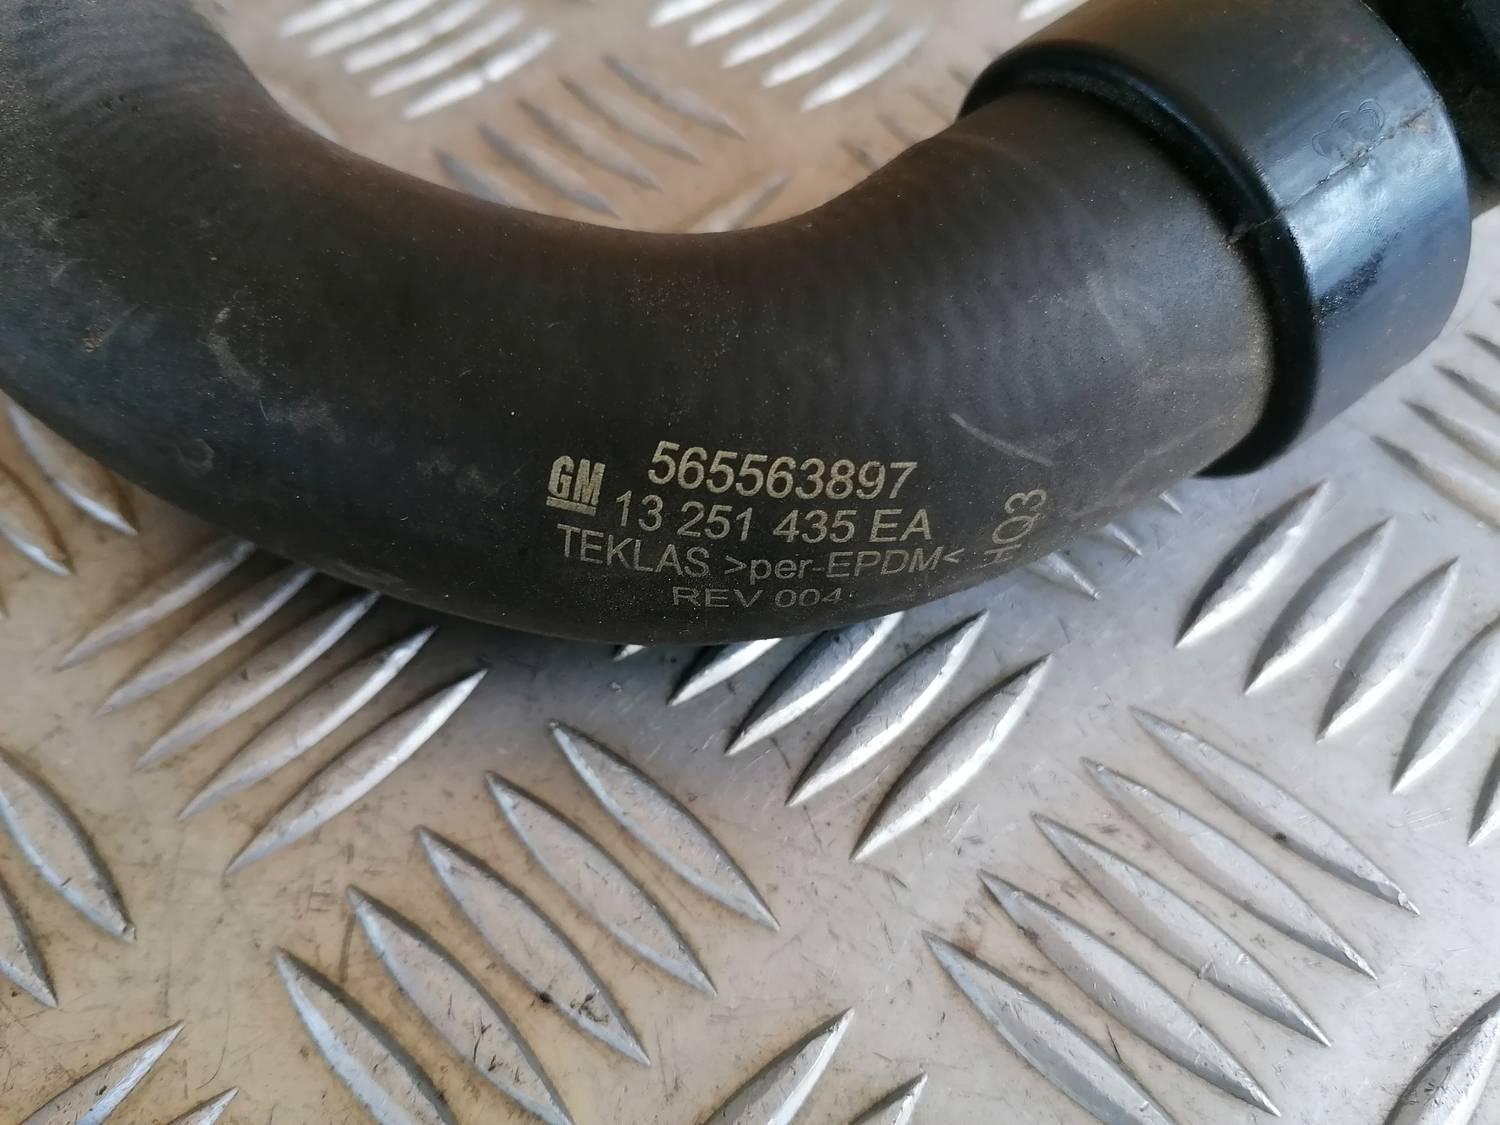 565563897
GM 13 251 435 EA
TEKLAS >per-EPDM<
REV 004
HQ3